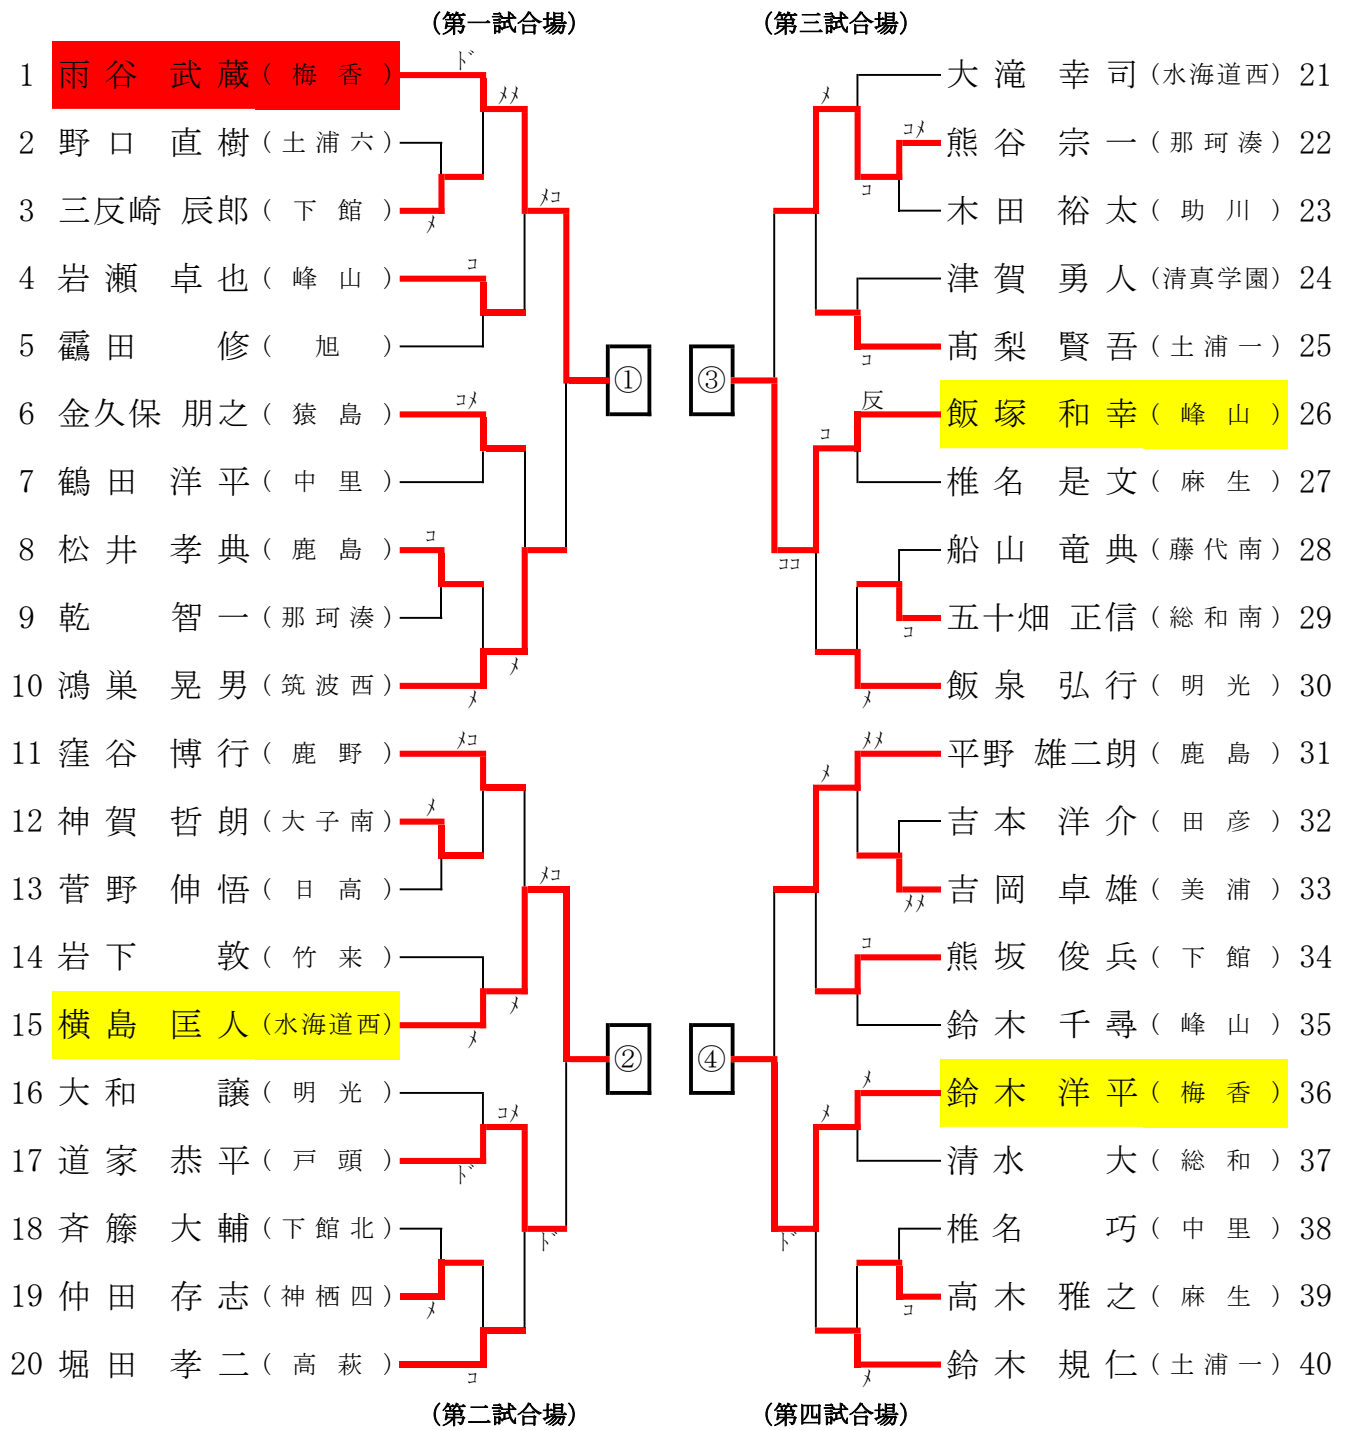 (第一試合場)
1 雨谷 武蔵 (梅香)
ド
メメ
2 野口 直樹 (土浦六)
3 三反崎 辰郎 (下館)
メ
メコ
4 岩瀬 卓也 (峰山)
コ
5 靏田 修 (旭)
①
6 金久保 朋之 (猿島)
コメ
7 鶴田 洋平 (中里)
8 松井 孝典 (鹿島)
コ
9 乾 智一 (那珂湊)
メ
10 鴻巣 晃男 (筑波西)
メ
11 窪谷 博行 (鹿野)
メコ
12 神賀 哲朗 (大子南)
メ
13 菅野 伸悟 (日高)
メコ
14 岩下 敦 (竹来)
メ
15 横島 匡人 (水海道西)
メ
②
16 大和 譲 (明光)
コメ
17 道家 恭平 (戸頭)
ド
18 斉藤 大輔 (下館北)
ド
19 仲田 存志 (神栖四)
メ
20 堀田 孝二 (高萩)
コ
(第二試合場)
(第三試合場)
大滝 幸司 (水海道西) 21
メ
コメ
熊谷 宗一 (那珂湊) 22
コ
木田 裕太 (助川) 23
津賀 勇人 (清真学園) 24
髙梨 賢吾 (土浦一) 25
コ
③
反
飯塚 和幸 (峰山) 26
コ
椎名 是文 (麻生) 27
船山 竜典 (藤代南) 28
ココ
五十畑 正信 (総和南) 29
コ
飯泉 弘行 (明光) 30
メ
メメ
平野 雄二朗 (鹿島) 31
メ
吉本 洋介 (田彦) 32
吉岡 卓雄 (美浦) 33
メメ
コ
熊坂 俊兵 (下館) 34
鈴木 千尋 (峰山) 35
④
メ
鈴木 洋平 (梅香) 36
メ
清水 大 (総和) 37
椎名 巧 (中里) 38
ド
高木 雅之 (麻生) 39
コ
鈴木 規仁 (土浦一) 40
メ
(第四試合場)